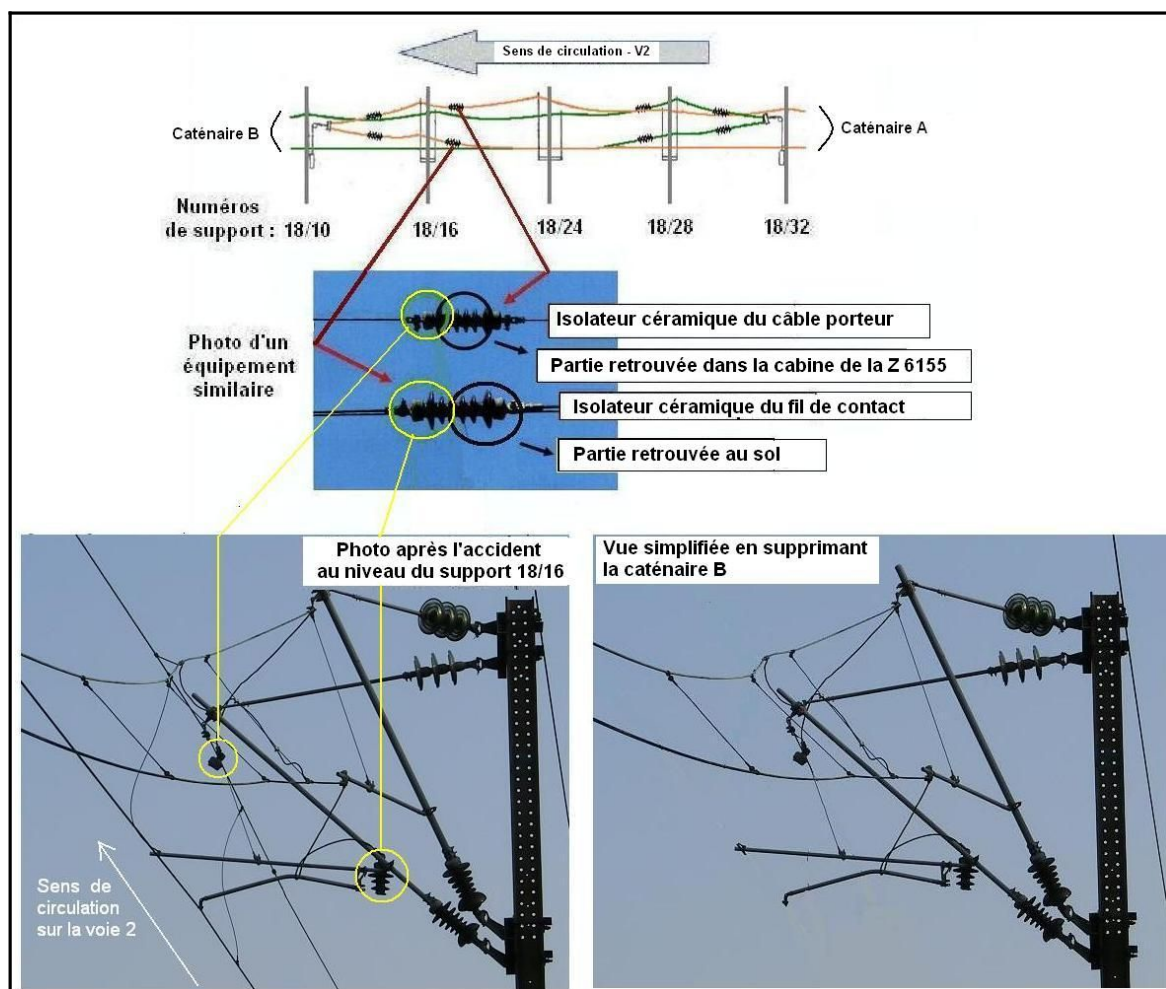 Sens de circulation - V2
Caténaire B
Caténaire A
Numéros
de support :
18/10
18/16
18/24
18/28
18/32
Photo d'un
équipement
similaire
Isolateur céramique du câble porteur
Partie retrouvée dans la cabine de la Z 6155
Isolateur céramique du fil de contact
Partie retrouvée au sol
Photo après l'accident
au niveau du support 18/16
Vue simplifiée en supprimant
la caténaire B
Sens de
circulation
sur la voie 2